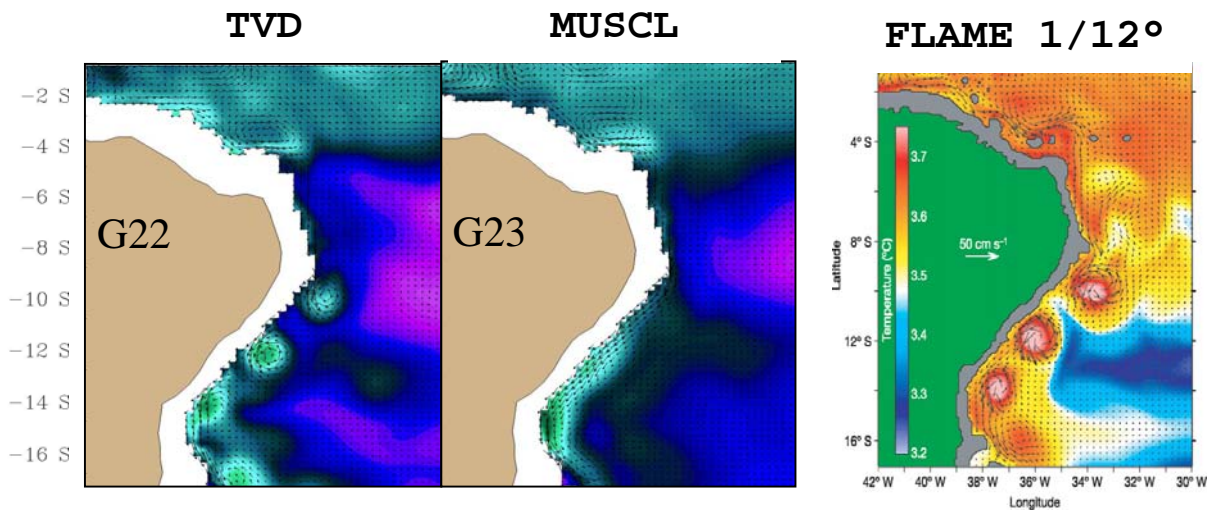 TVD
MUSCL
FLAME 1/12°
-2 S
-4 S
-6 S
-8 S
-10 S
-12 S
-14 S
-16 S
G22
G23
Latitude
4° S
8° S
12° S
16° S
Temperature (°C)
3.7
3.6
3.5
3.4
3.3
3.2
50 cm s⁻¹
42° W 40° W 38° W 36° W 34° W 32° W 30° W
Longitude